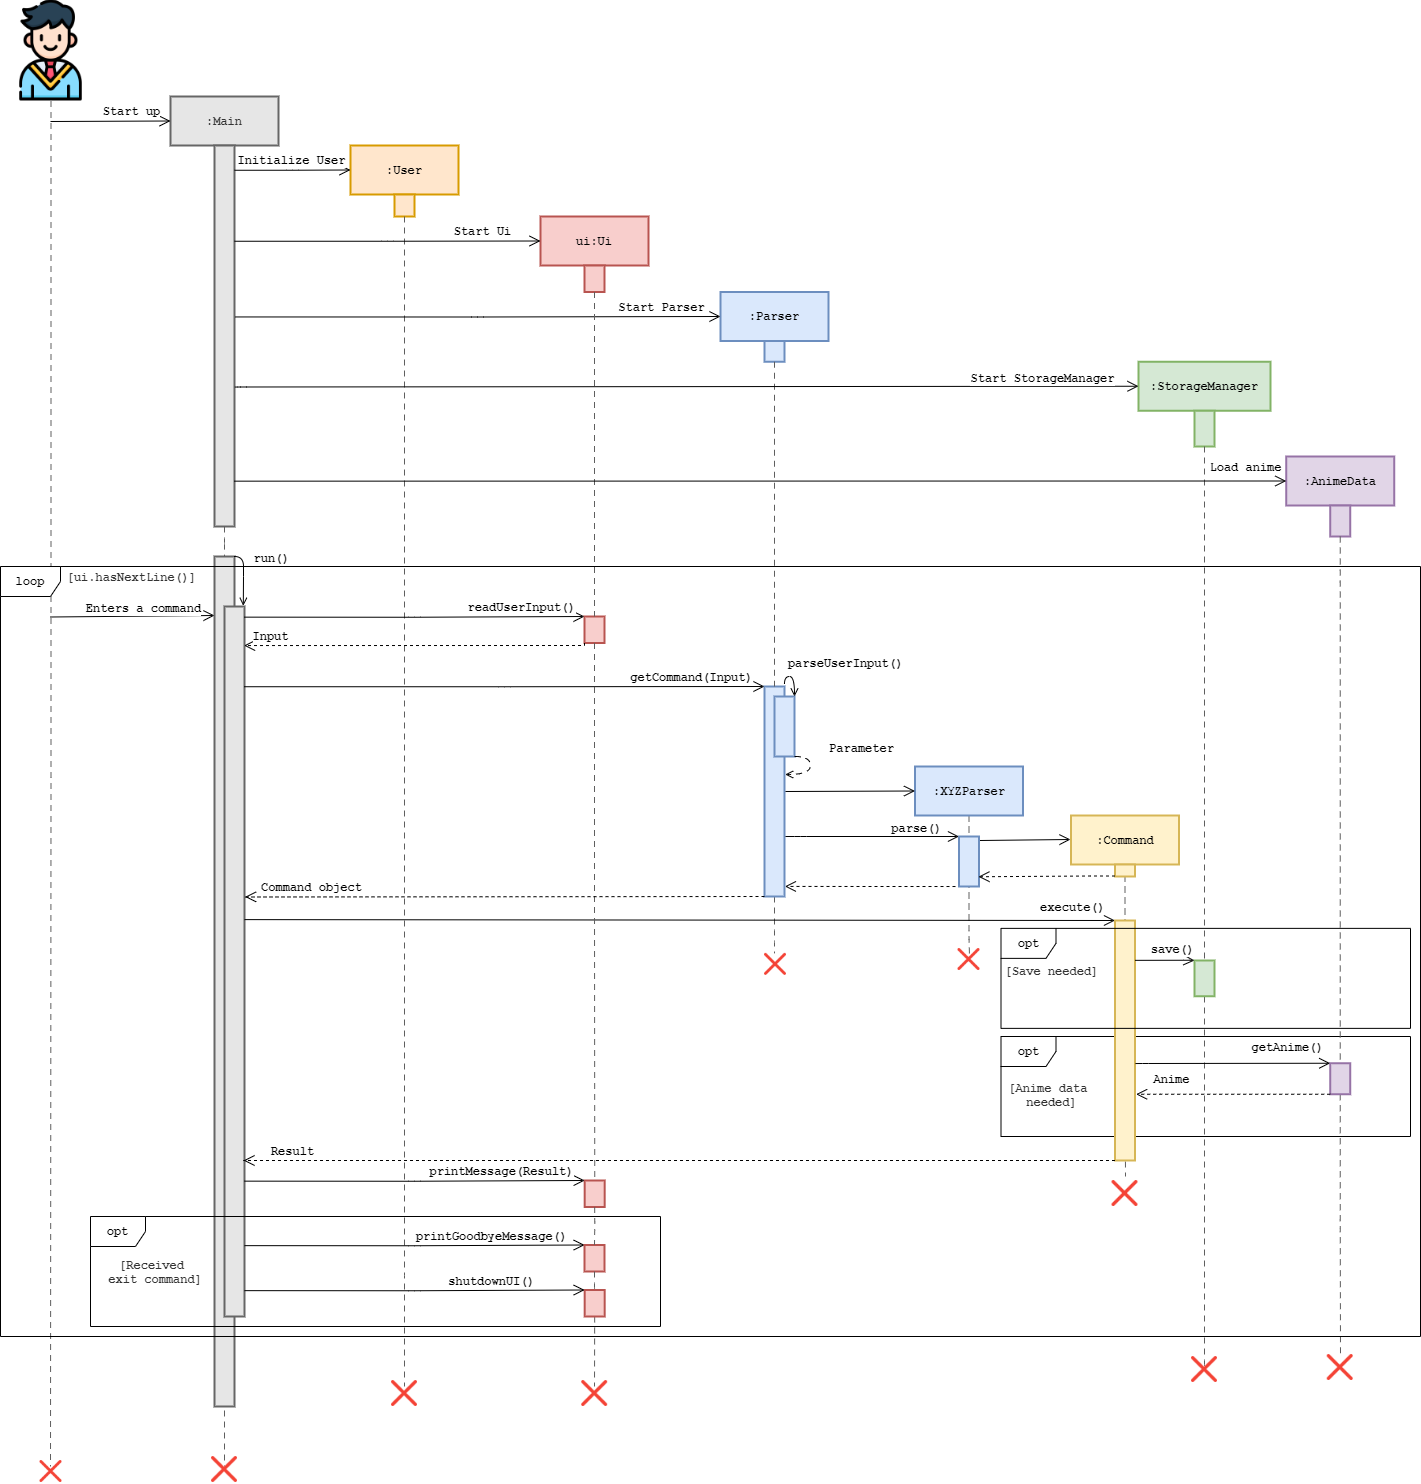 Start up
:Main
Initialize User
:User
Start Ui
ui:Ui
Start Parser
:Parser
Start StorageManager
:StorageManager
Load anime
:AnimeData
run()
loop
[ui.hasNextLine()]
Enters a command
readUserInput()
Input
parseUserInput()
getCommand(Input)
Parameter
:XYZParser
parse()
:Command
Command object
execute()
opt
[Save needed]
save()
opt
[Anime data
needed]
getAnime()
Anime
Result
printMessage(Result)
opt
[Received
exit command]
printGoodbyeMessage()
shutdownUI()